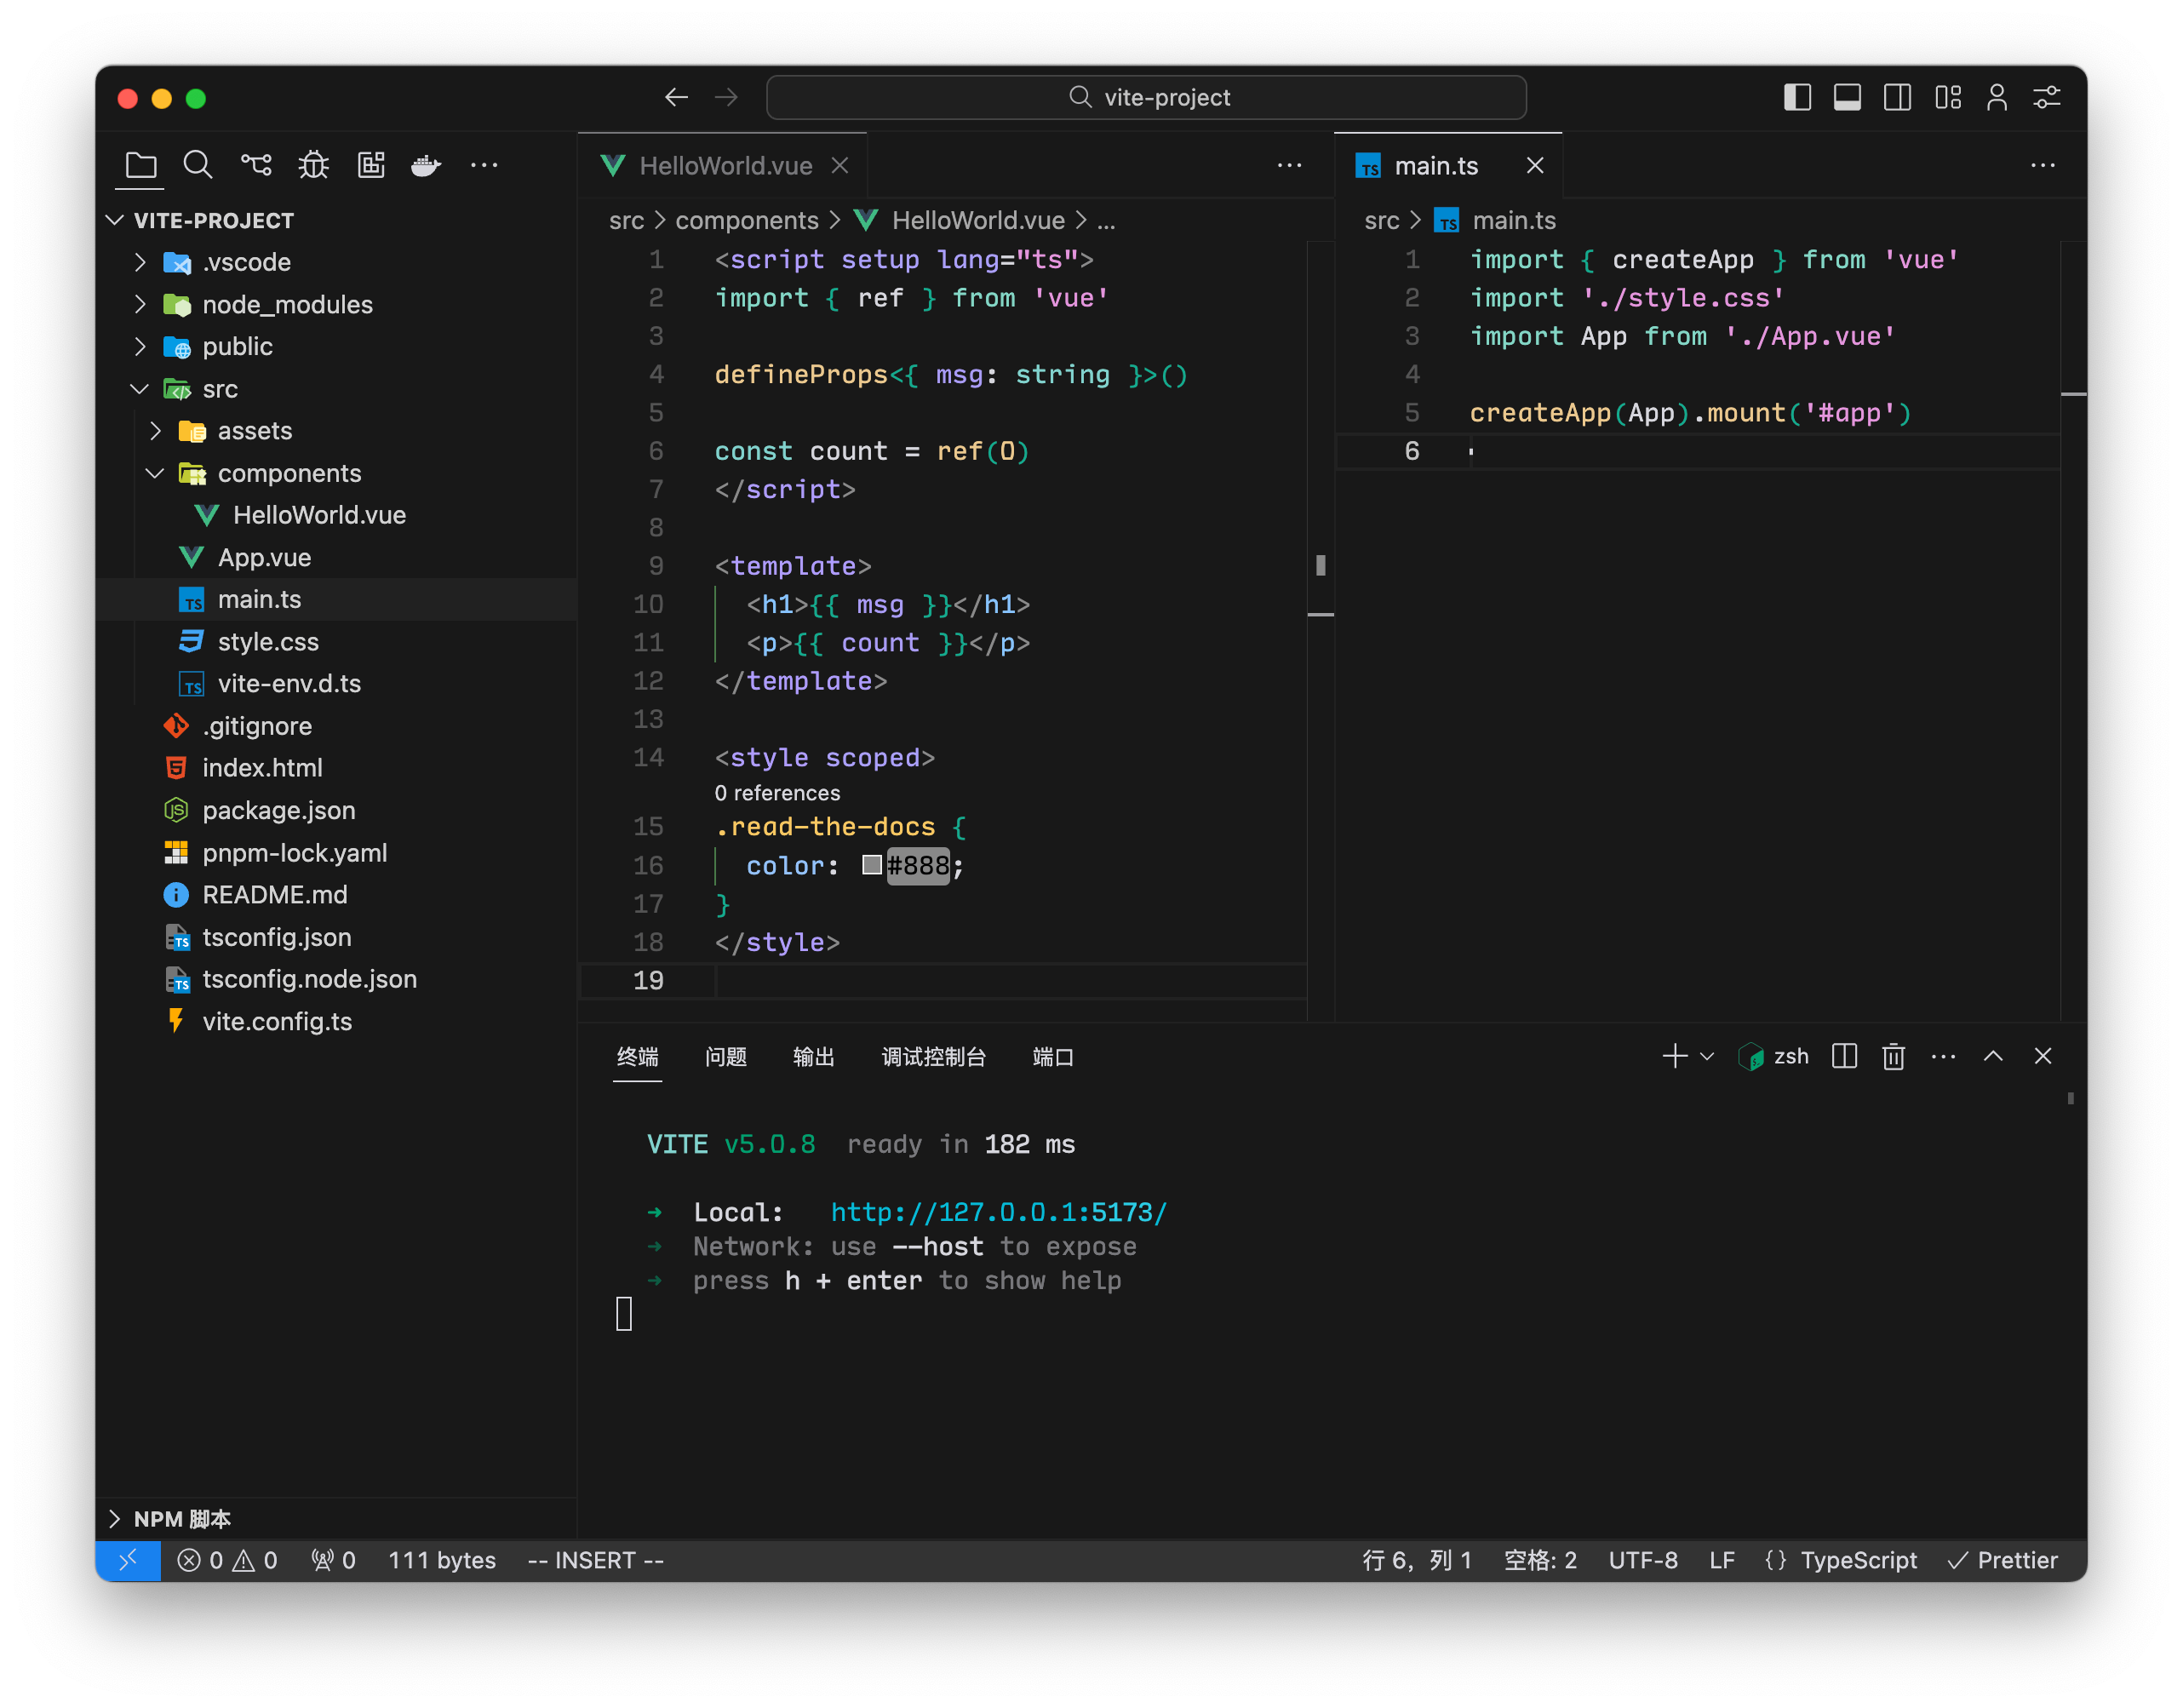 vite-project
VITE-PROJECT
.vscode
node_modules
public
src
assets
components
HelloWorld.vue
App.vue
main.ts
style.css
vite-env.d.ts
.gitignore
index.html
package.json
pnpm-lock.yaml
README.md
tsconfig.json
tsconfig.node.json
vite.config.ts
NPM 脚本
HelloWorld.vue
src > components > HelloWorld.vue > ...
1 <script setup lang="ts">
2 import { ref } from 'vue'
3
4 defineProps<{ msg: string }>()
5
6 const count = ref(0)
7 </script>
8
9 <template>
10 <h1>{{ msg }}</h1>
11 <p>{{ count }}</p>
12 </template>
13
14 <style scoped>
0 references
15 .read-the-docs {
16 color: #888;
17 }
18 </style>
19
main.ts
src > main.ts
1 import { createApp } from 'vue'
2 import './style.css'
3 import App from './App.vue'
4
5 createApp(App).mount('#app')
6
终端 问题 输出 调试控制台 端口
zsh
VITE v5.0.8 ready in 182 ms
➜ Local: http://127.0.0.1:5173/
➜ Network: use --host to expose
➜ press h + enter to show help
0 0 0 111 bytes -- INSERT --
行 6, 列 1 空格: 2 UTF-8 LF {} TypeScript Prettier